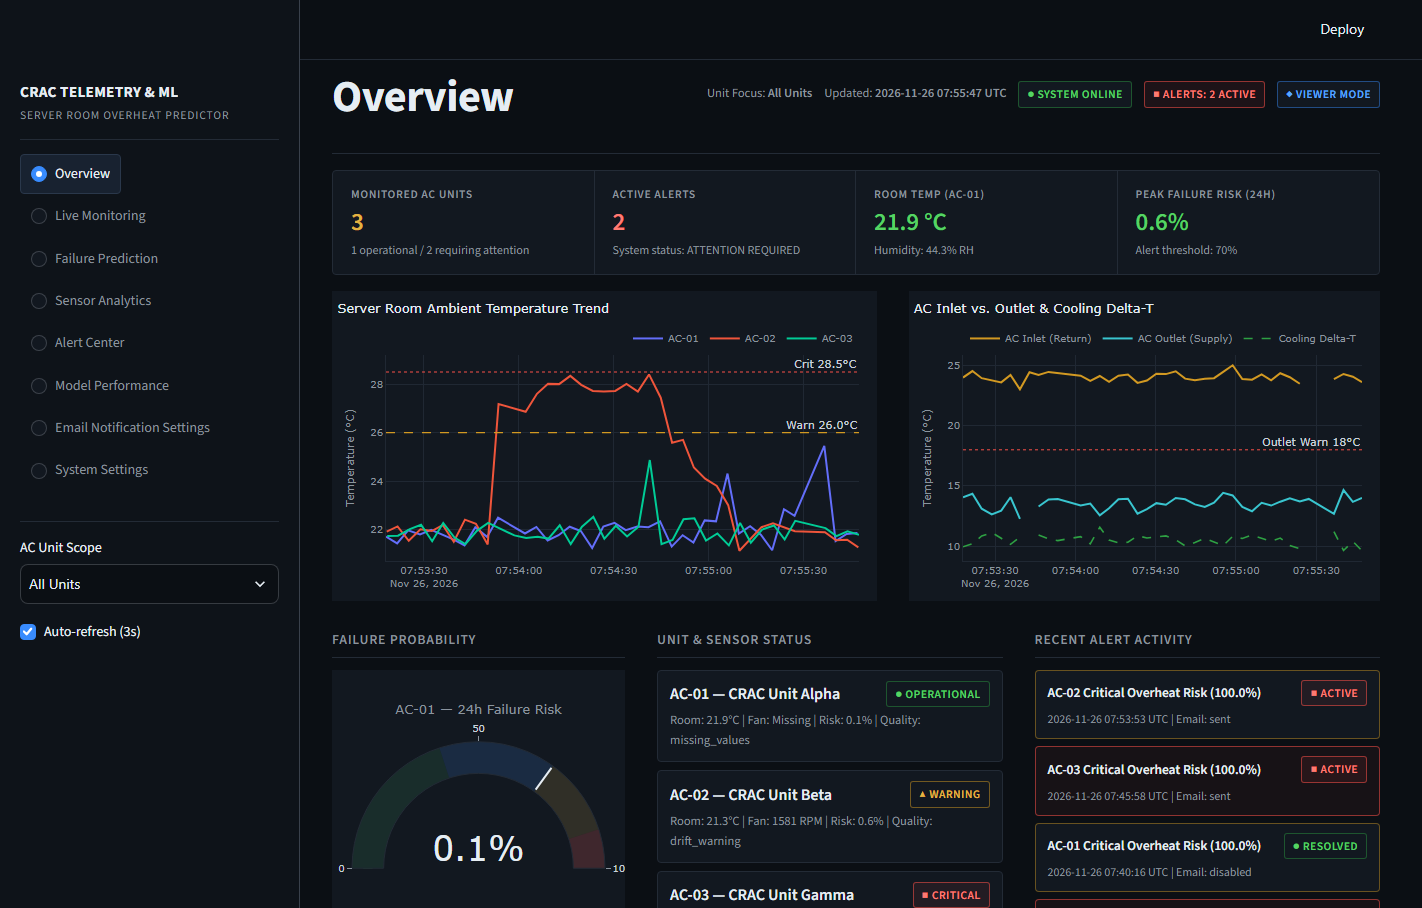 Deploy
CRAC TELEMETRY & ML
SERVER ROOM OVERHEAT PREDICTOR
Overview
Live Monitoring
Failure Prediction
Sensor Analytics
Alert Center
Model Performance
Email Notification Settings
System Settings
AC Unit Scope
All Units
Auto-refresh (3s)
Overview
Unit Focus: All Units Updated: 2026-11-26 07:55:47 UTC
SYSTEM ONLINE
ALERTS: 2 ACTIVE
VIEWER MODE
MONITORED AC UNITS
3
1 operational / 2 requiring attention
ACTIVE ALERTS
2
System status: ATTENTION REQUIRED
ROOM TEMP (AC-01)
21.9 °C
Humidity: 44.3% RH
PEAK FAILURE RISK (24H)
0.6%
Alert threshold: 70%
Server Room Ambient Temperature Trend
AC-01 AC-02 AC-03
Crit 28.5°C
Warn 26.0°C
Temperature (°C)
28
26
24
22
07:53:30 07:54:00 07:54:30 07:55:00 07:55:30
Nov 26, 2026
AC Inlet vs. Outlet & Cooling Delta-T
AC Inlet (Return) AC Outlet (Supply) Cooling Delta-T
Outlet Warn 18°C
Temperature (°C)
25
20
15
10
07:53:30 07:54:00 07:54:30 07:55:00 07:55:30
Nov 26, 2026
FAILURE PROBABILITY
AC-01 — 24h Failure Risk
50
0
10
0.1%
UNIT & SENSOR STATUS
AC-01 — CRAC Unit Alpha
OPERATIONAL
Room: 21.9°C | Fan: Missing | Risk: 0.1% | Quality:
missing_values
AC-02 — CRAC Unit Beta
WARNING
Room: 21.3°C | Fan: 1581 RPM | Risk: 0.6% | Quality:
drift_warning
AC-03 — CRAC Unit Gamma
CRITICAL
RECENT ALERT ACTIVITY
AC-02 Critical Overheat Risk (100.0%)
ACTIVE
2026-11-26 07:53:53 UTC | Email: sent
AC-03 Critical Overheat Risk (100.0%)
ACTIVE
2026-11-26 07:45:58 UTC | Email: sent
AC-01 Critical Overheat Risk (100.0%)
RESOLVED
2026-11-26 07:40:16 UTC | Email: disabled